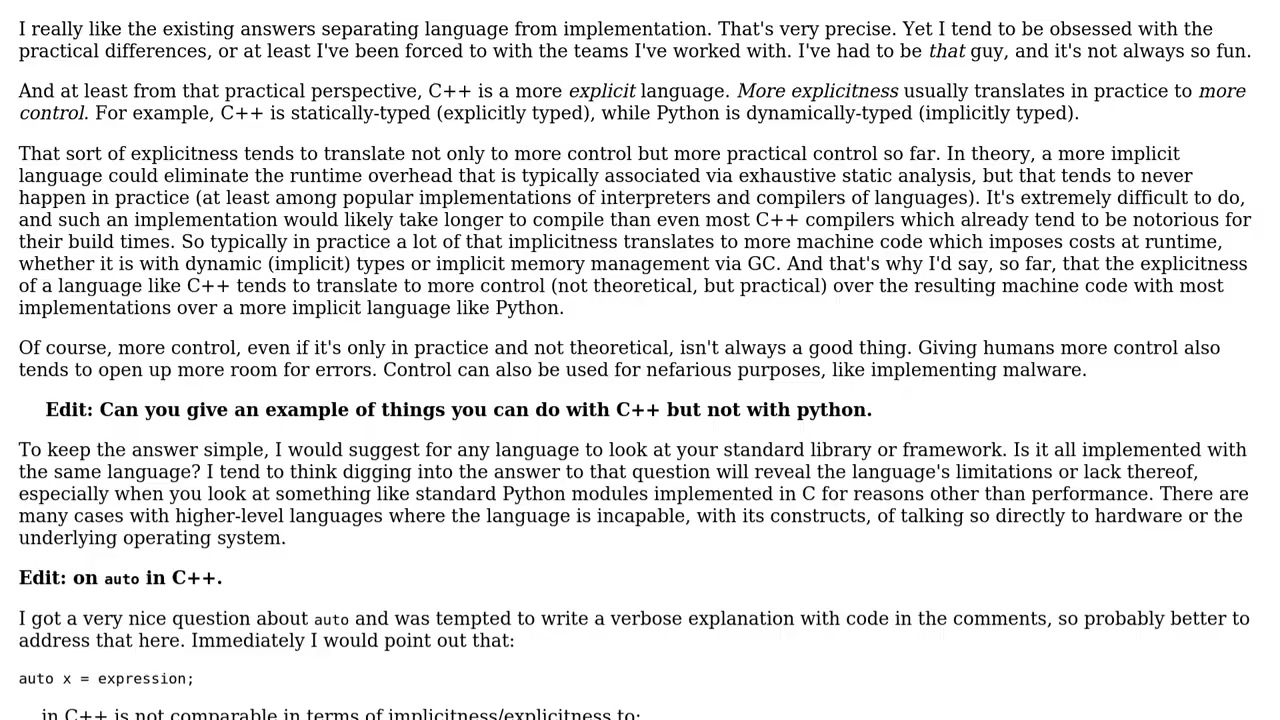 I really like the existing answers separating language from implementation. That's very precise. Yet I tend to be obsessed with the
practical differences, or at least I've been forced to with the teams I've worked with. I've had to be that guy, and it's not always so fun.
And at least from that practical perspective, C++ is a more explicit language. More explicitness usually translates in practice to more
control. For example, C++ is statically-typed (explicitly typed), while Python is dynamically-typed (implicitly typed).
That sort of explicitness tends to translate not only to more control but more practical control so far. In theory, a more implicit
language could eliminate the runtime overhead that is typically associated via exhaustive static analysis, but that tends to never
happen in practice (at least among popular implementations of interpreters and compilers of languages). It's extremely difficult to do,
and such an implementation would likely take longer to compile than even most C++ compilers which already tend to be notorious for
their build times. So typically in practice a lot of that implicitness translates to more machine code which imposes costs at runtime,
whether it is with dynamic (implicit) types or implicit memory management via GC. And that's why I'd say, so far, that the explicitness
of a language like C++ tends to translate to more control (not theoretical, but practical) over the resulting machine code with most
implementations over a more implicit language like Python.
Of course, more control, even if it's only in practice and not theoretical, isn't always a good thing. Giving humans more control also
tends to open up more room for errors. Control can also be used for nefarious purposes, like implementing malware.
Edit: Can you give an example of things you can do with C++ but not with python.
To keep the answer simple, I would suggest for any language to look at your standard library or framework. Is it all implemented with
the same language? I tend to think digging into the answer to that question will reveal the language's limitations or lack thereof,
especially when you look at something like standard Python modules implemented in C for reasons other than performance. There are
many cases with higher-level languages where the language is incapable, with its constructs, of talking so directly to hardware or the
underlying operating system.
Edit: on auto in C++.
I got a very nice question about auto and was tempted to write a verbose explanation with code in the comments, so probably better to
address that here. Immediately I would point out that:
auto x = expression;
in C++ is not comparable in terms of implicitness/explicitness to: